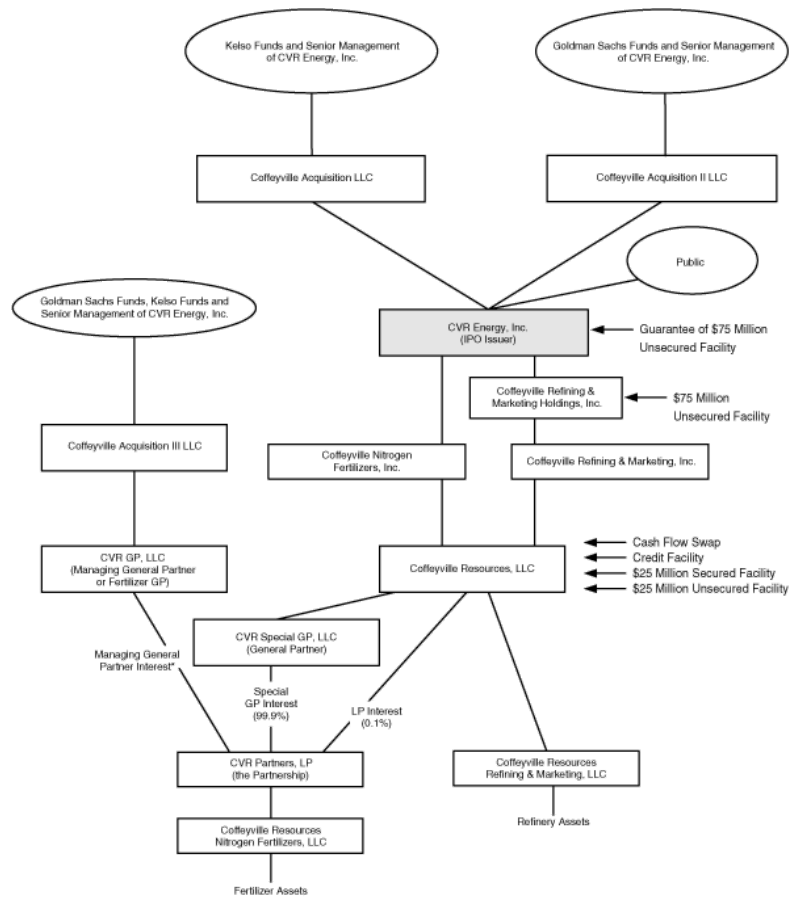 Kelso Funds and Senior Management
of CVR Energy, Inc.
Goldman Sachs Funds and Senior Management
of CVR Energy, Inc.
Coffeyville Acquisition LLC
Coffeyville Acquisition II LLC
Public
Goldman Sachs Funds, Kelso Funds and
Senior Management of CVR Energy, Inc.
CVR Energy, Inc.
(IPO Issuer)
Guarantee of $75 Million
Unsecured Facility
Coffeyville Refining &
Marketing Holdings, Inc.
$75 Million
Unsecured Facility
Coffeyville Acquisition III LLC
Coffeyville Nitrogen
Fertilizers, Inc.
Coffeyville Refining & Marketing, Inc.
CVR GP, LLC
(Managing General Partner
or Fertilizer GP)
Coffeyville Resources, LLC
Cash Flow Swap
Credit Facility
$25 Million Secured Facility
$25 Million Unsecured Facility
CVR Special GP, LLC
(General Partner)
Managing General
Partner Interest*
Special
GP Interest
(99.9%)
LP Interest
(0.1%)
CVR Partners, LP
(the Partnership)
Coffeyville Resources
Refining & Marketing, LLC
Refinery Assets
Coffeyville Resources
Nitrogen Fertilizers, LLC
Fertilizer Assets